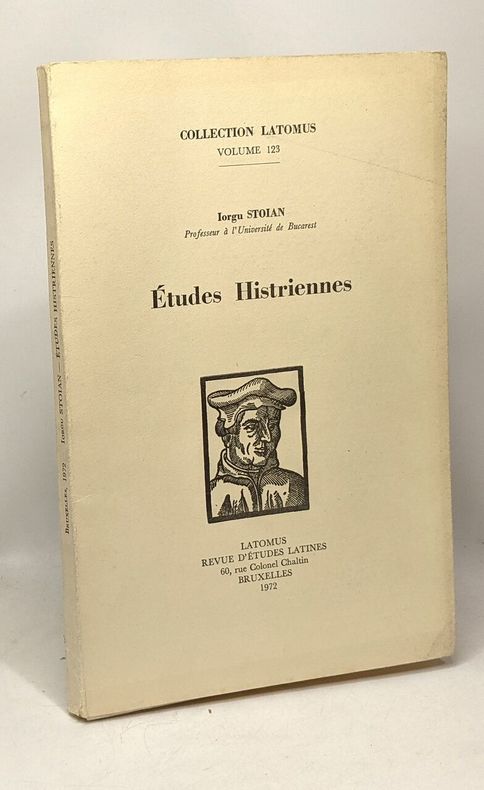 COLLECTION LATOMUS
VOLUME 123
Iorgu STOIAN
Professeur à l'Université de Bucarest
Études Histriennes
LATOMUS
REVUE D'ÉTUDES LATINES
60, rue Colonel Chaltin
BRUXELLES
1972
BRUXELLES, 1972 IORGU STOIAN — ÉTUDES HISTRIENNES